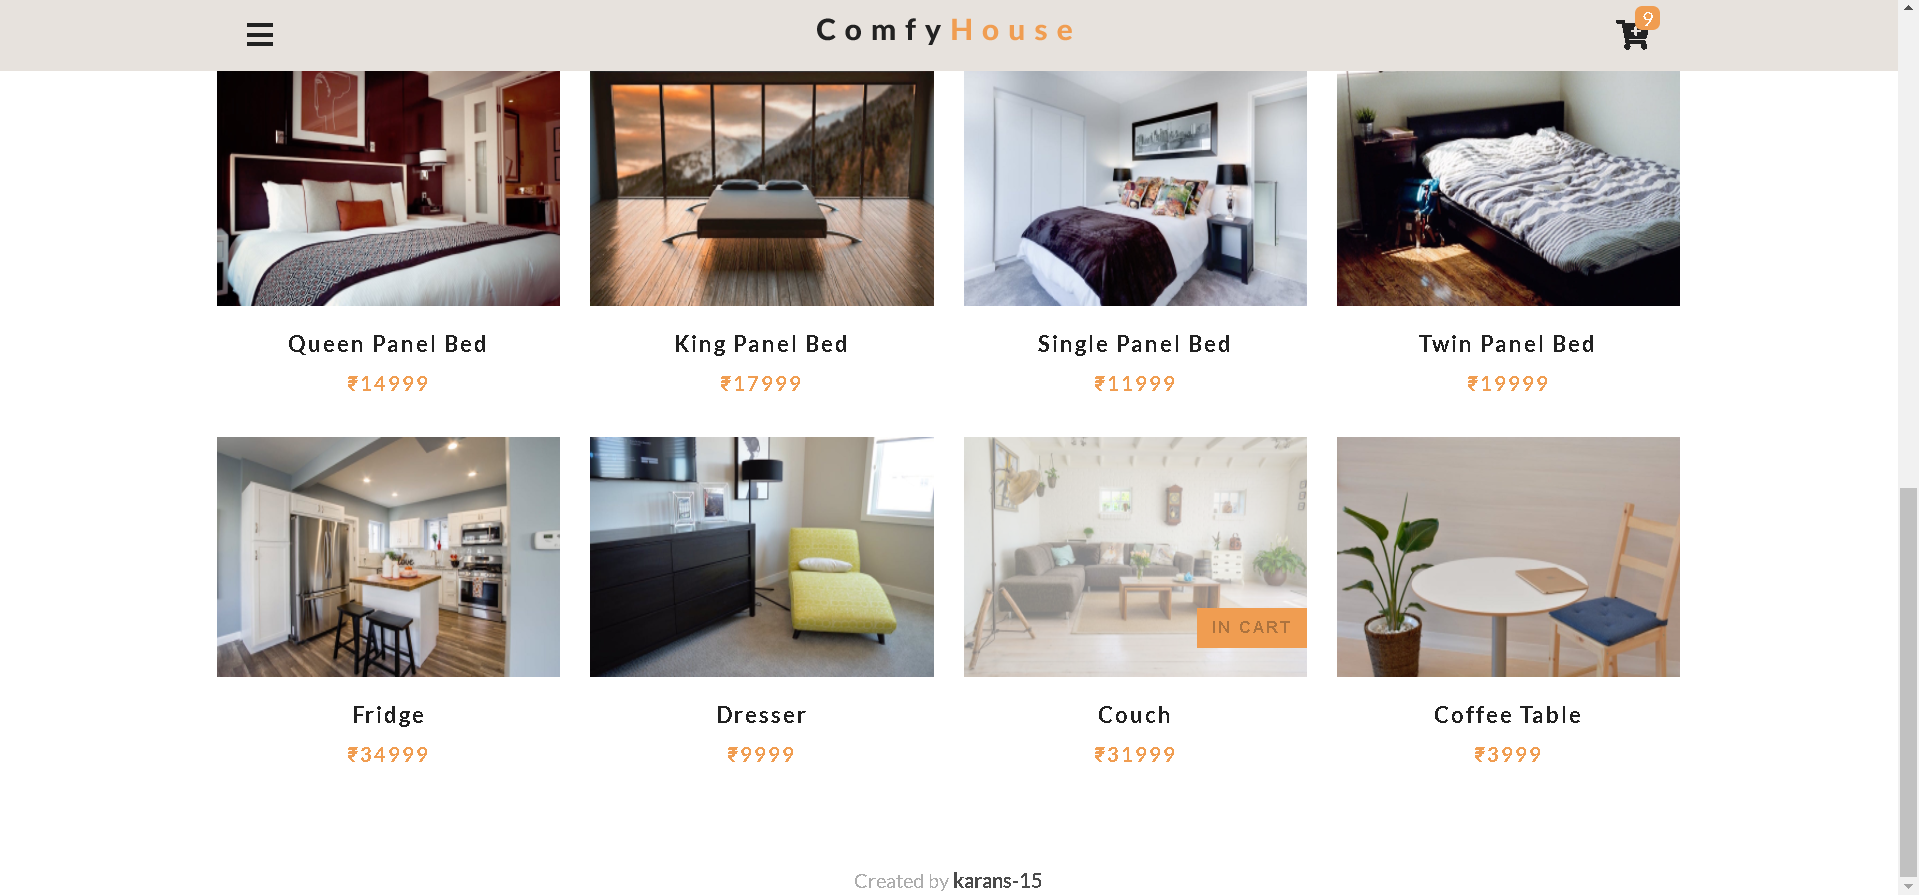 ComfyHouse
9
Queen Panel Bed
King Panel Bed
Single Panel Bed
Twin Panel Bed
₹14999
₹17999
₹11999
₹19999
IN CART
Fridge
Dresser
Couch
Coffee Table
₹34999
₹9999
₹31999
₹3999
Created by karans-15